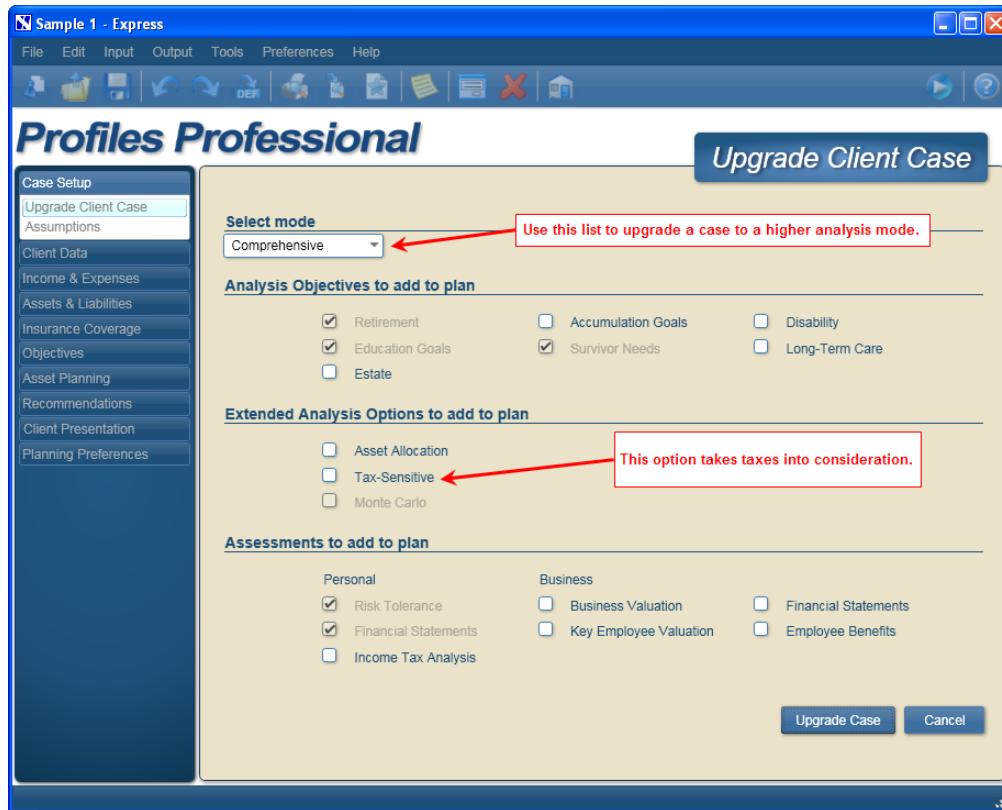 Sample 1 - Express
File Edit Input Output Tools Preferences Help
DEF
Profiles Professional
Upgrade Client Case
Case Setup
Upgrade Client Case
Assumptions
Client Data
Income & Expenses
Assets & Liabilities
Insurance Coverage
Objectives
Asset Planning
Recommendations
Client Presentation
Planning Preferences
Select mode
Comprehensive
Use this list to upgrade a case to a higher analysis mode.
Analysis Objectives to add to plan
Retirement Accumulation Goals Disability
Education Goals Survivor Needs Long-Term Care
Estate
Extended Analysis Options to add to plan
Asset Allocation
Tax-Sensitive
This option takes taxes into consideration.
Monte Carlo
Assessments to add to plan
Personal Business
Risk Tolerance Business Valuation Financial Statements
Financial Statements Key Employee Valuation Employee Benefits
Income Tax Analysis
Upgrade Case Cancel